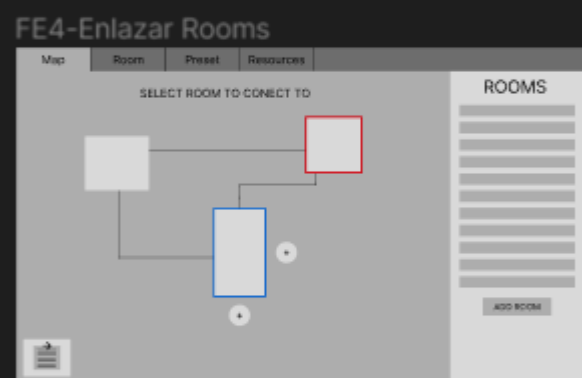 FE4-Enlazar Rooms
Map
Room
Preset
Resources
SELECT ROOM TO CONECT TO
ROOMS
+
+
ADD ROOM